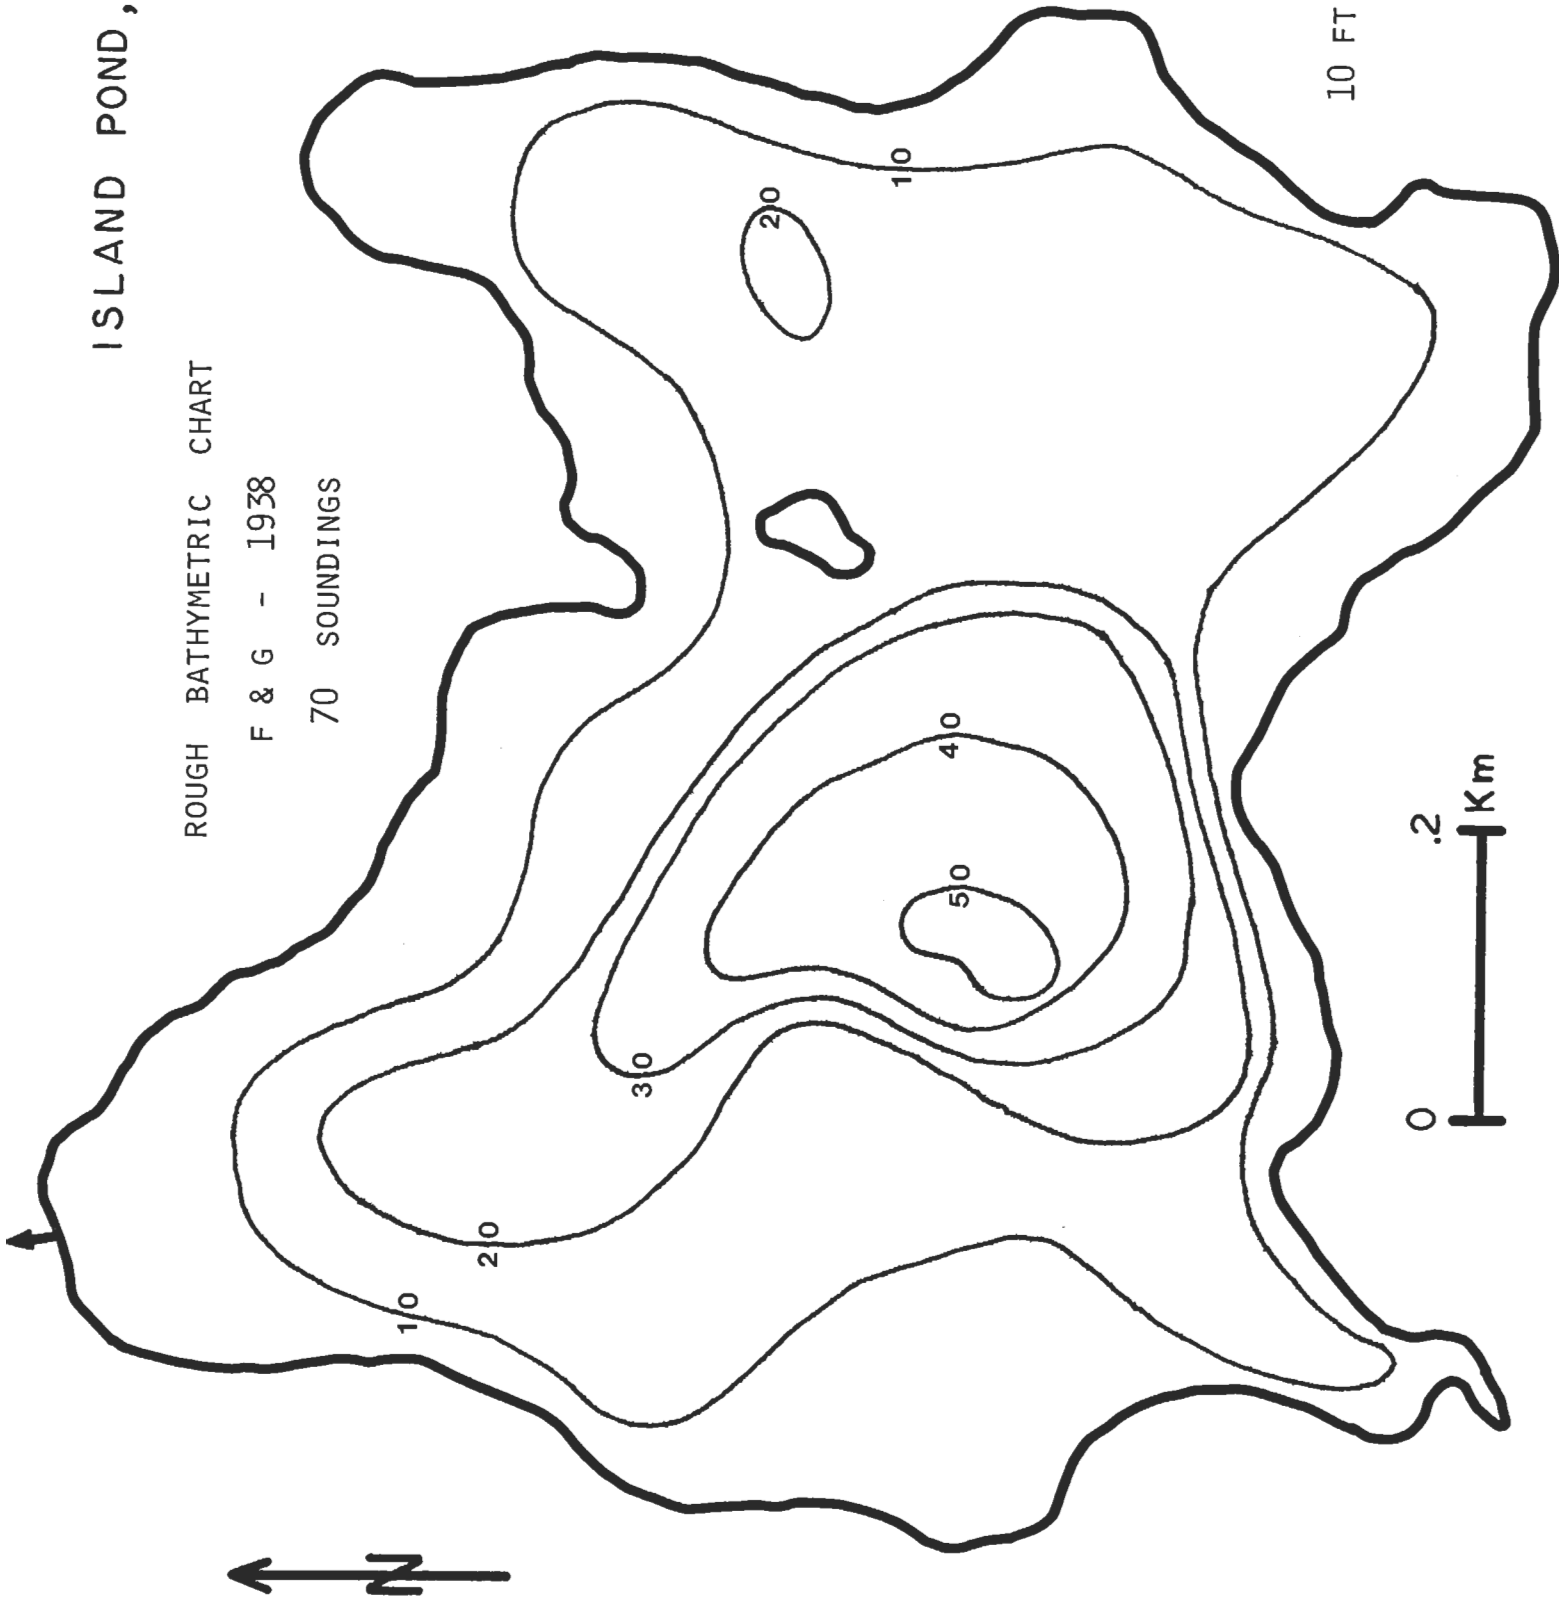 ISLAND POND,
ROUGH BATHYMETRIC CHART
F & G - 1938
70 SOUNDINGS
10 FT
10
20
20
10
30
40
50
0 .2
Km
N